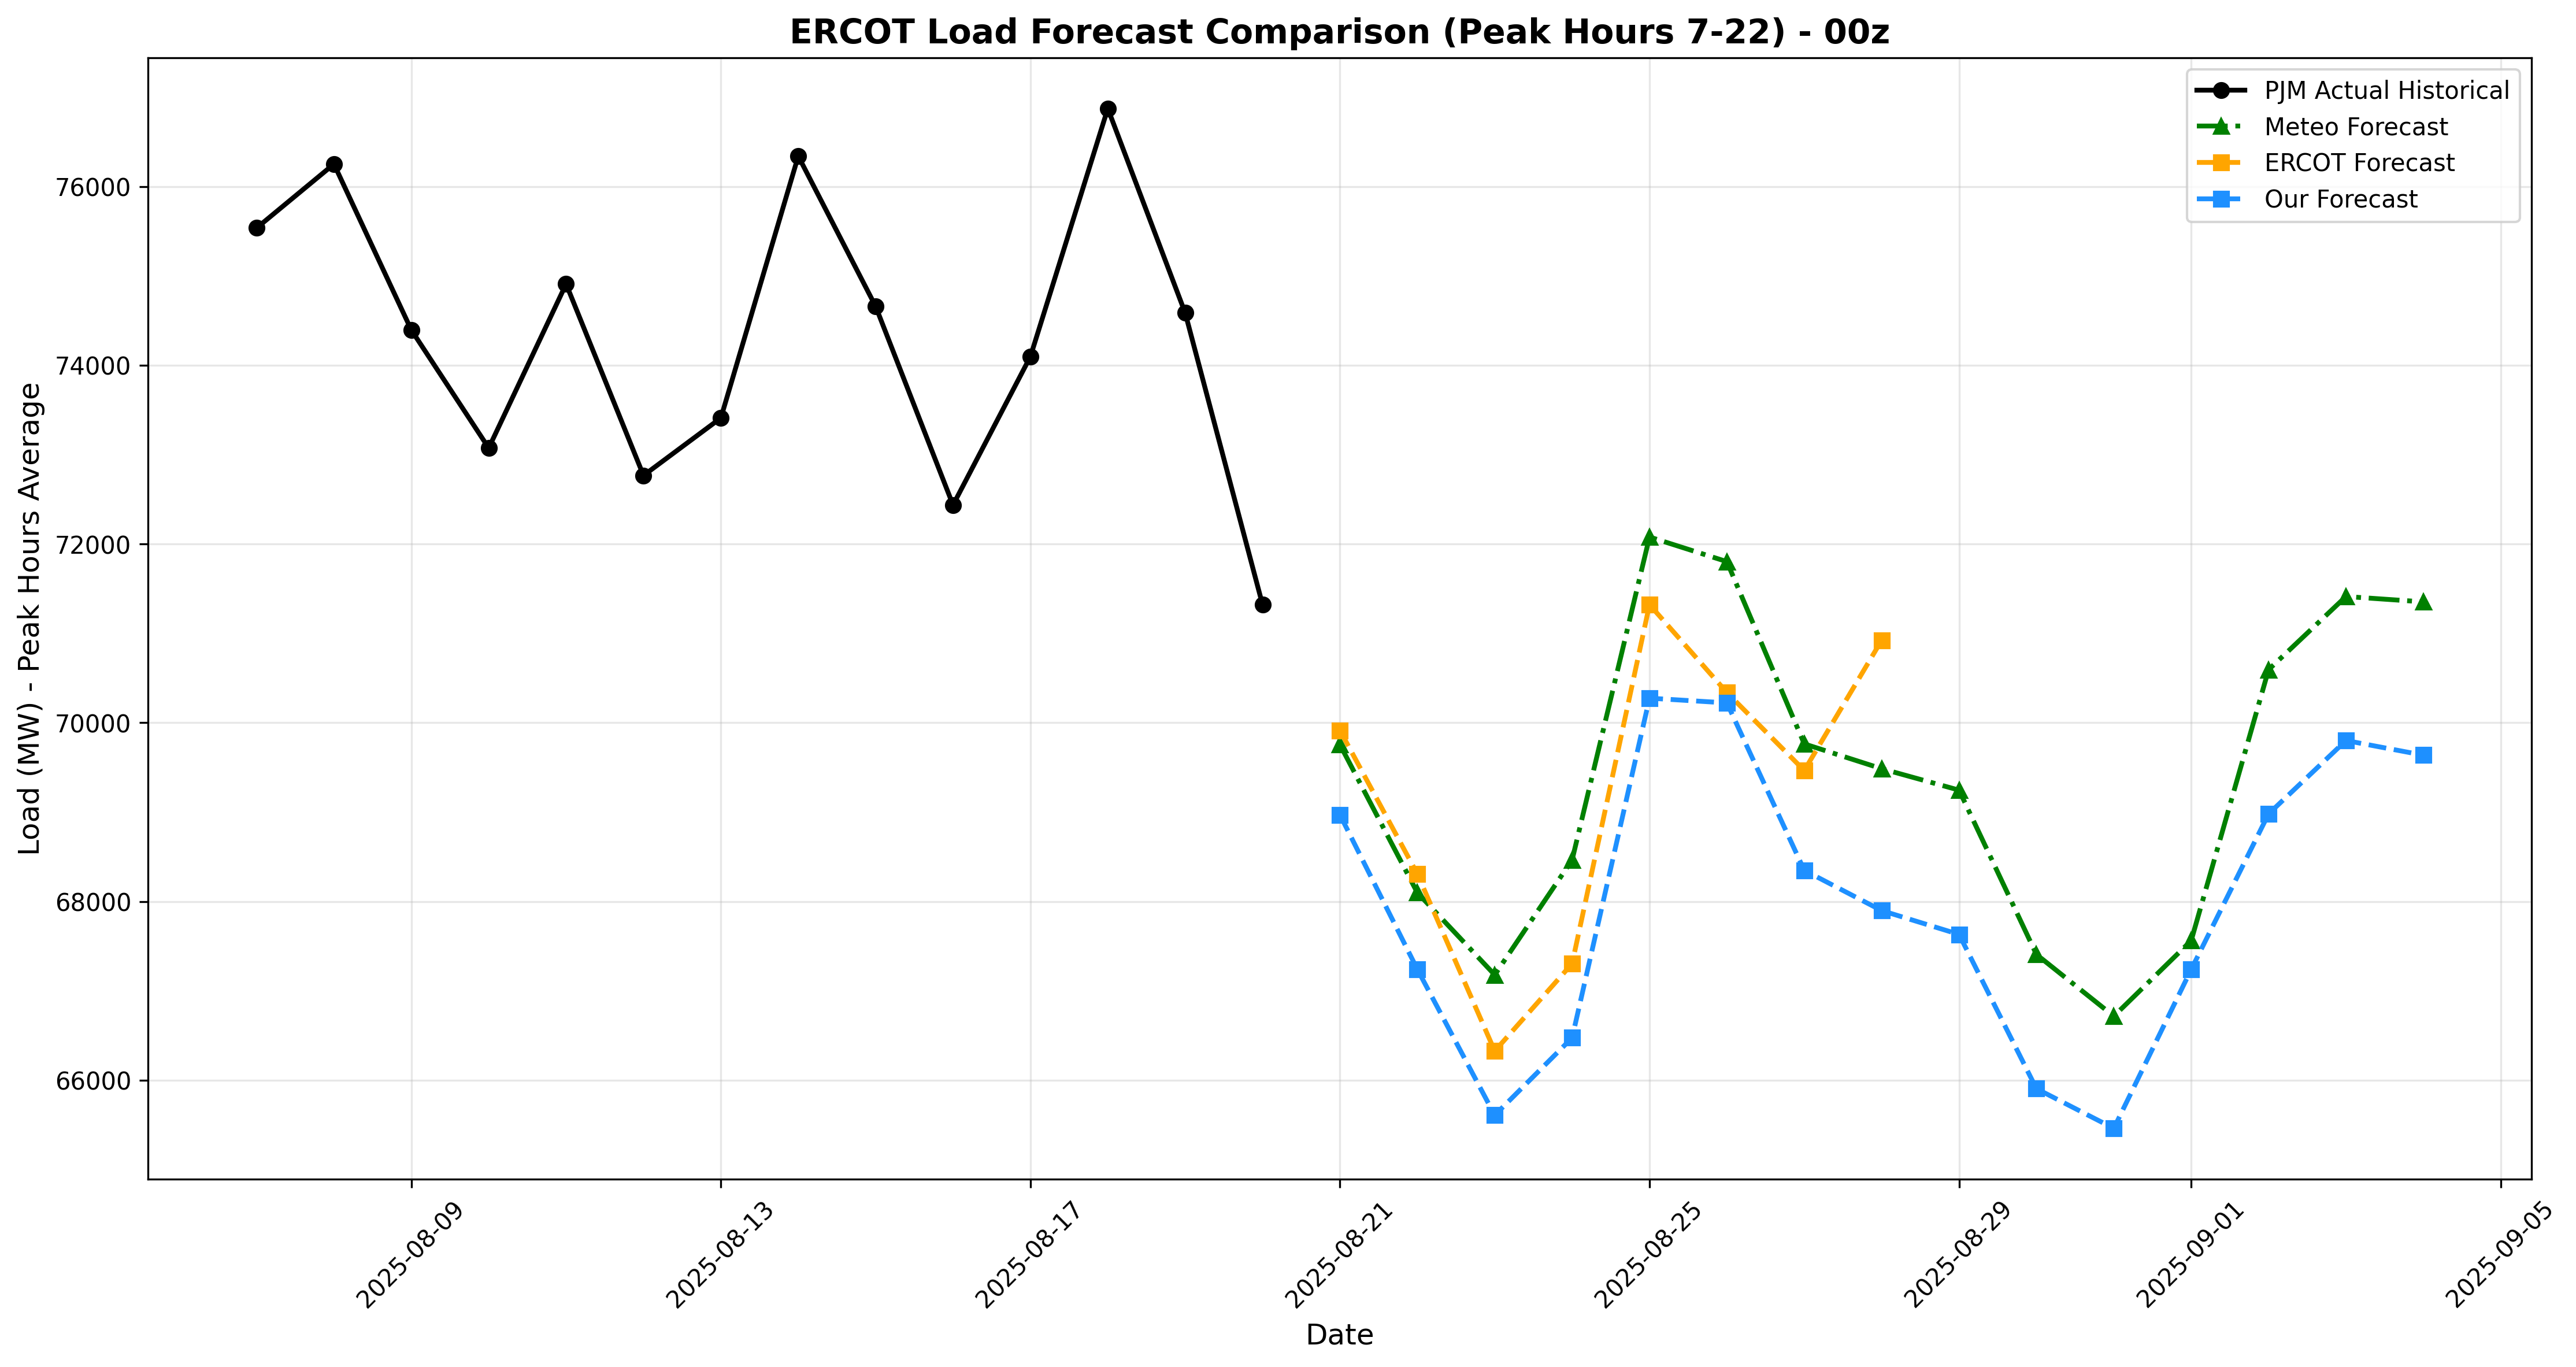 ERCOT Load Forecast Comparison (Peak Hours 7-22) - 00z
PJM Actual Historical
Meteo Forecast
ERCOT Forecast
Our Forecast
Load (MW) - Peak Hours Average
76000
74000
72000
70000
68000
66000
2025-08-09
2025-08-13
2025-08-17
2025-08-21
2025-08-25
2025-08-29
2025-09-01
2025-09-05
Date